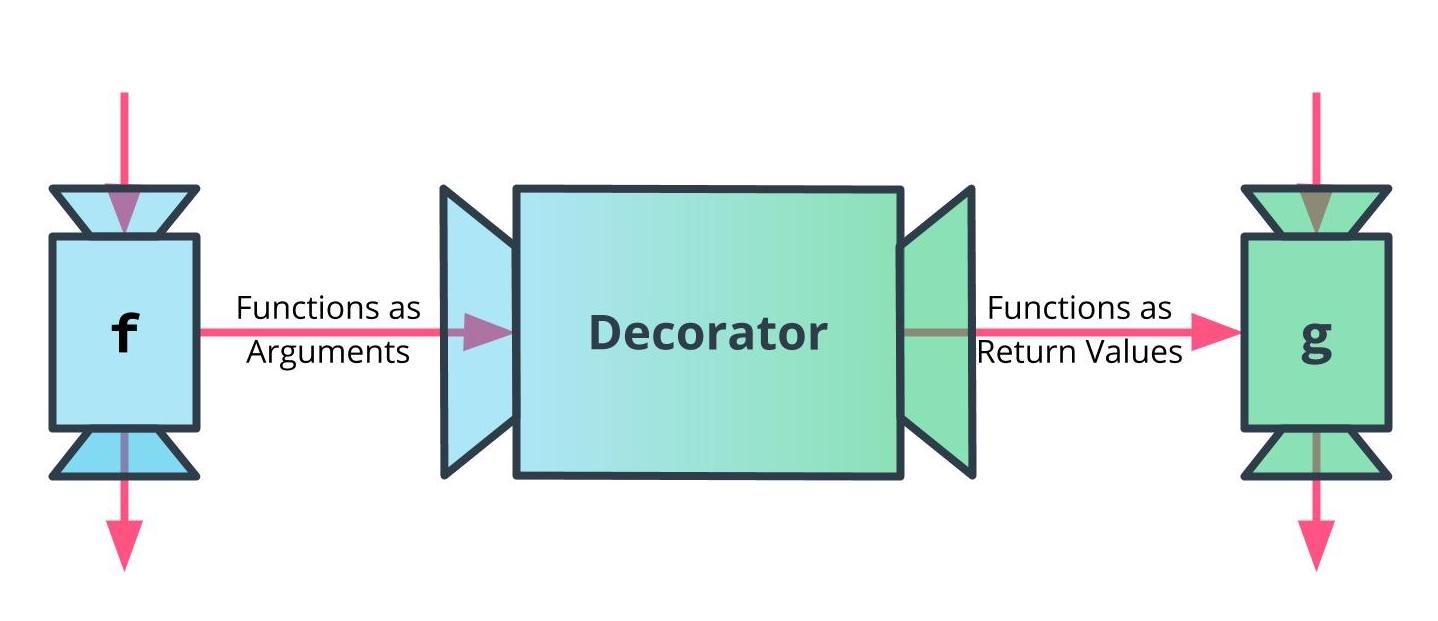 f
Functions as
Arguments
Decorator
Functions as
Return Values
g